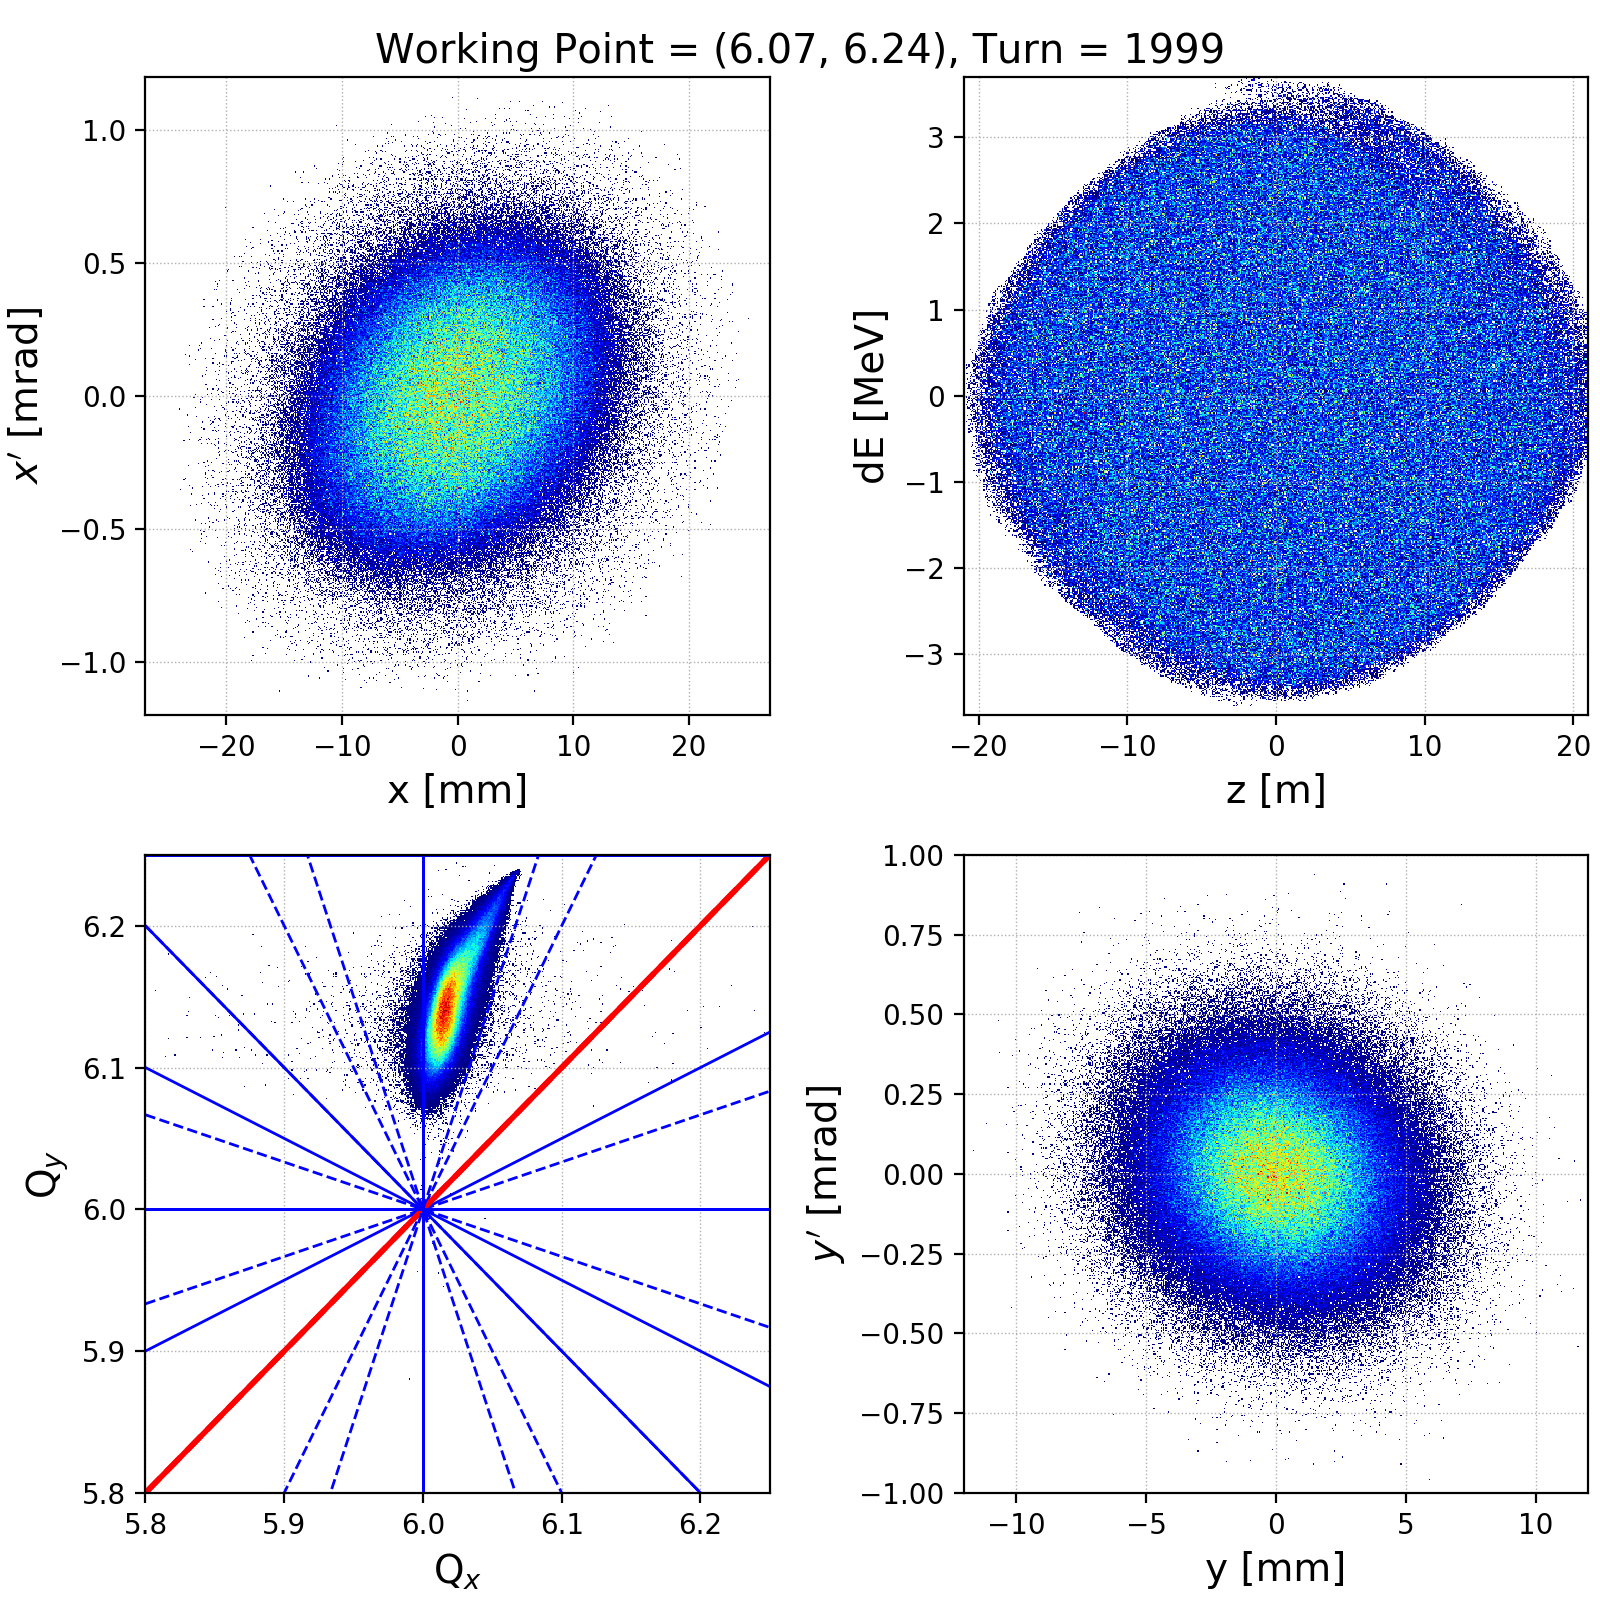 Working Point = (6.07, 6.24), Turn = 1999
1.0
0.5
0.0
−0.5
−1.0
x′ [mrad]
−20 −10 0 10 20
x [mm]
3
2
1
0
−1
−2
−3
dE [MeV]
−20 −10 0 10 20
z [m]
6.2
6.1
6.0
5.9
5.8
Qy
5.8 5.9 6.0 6.1 6.2
Qx
1.00
0.75
0.50
0.25
0.00
−0.25
−0.50
−0.75
−1.00
y′ [mrad]
−10 −5 0 5 10
y [mm]